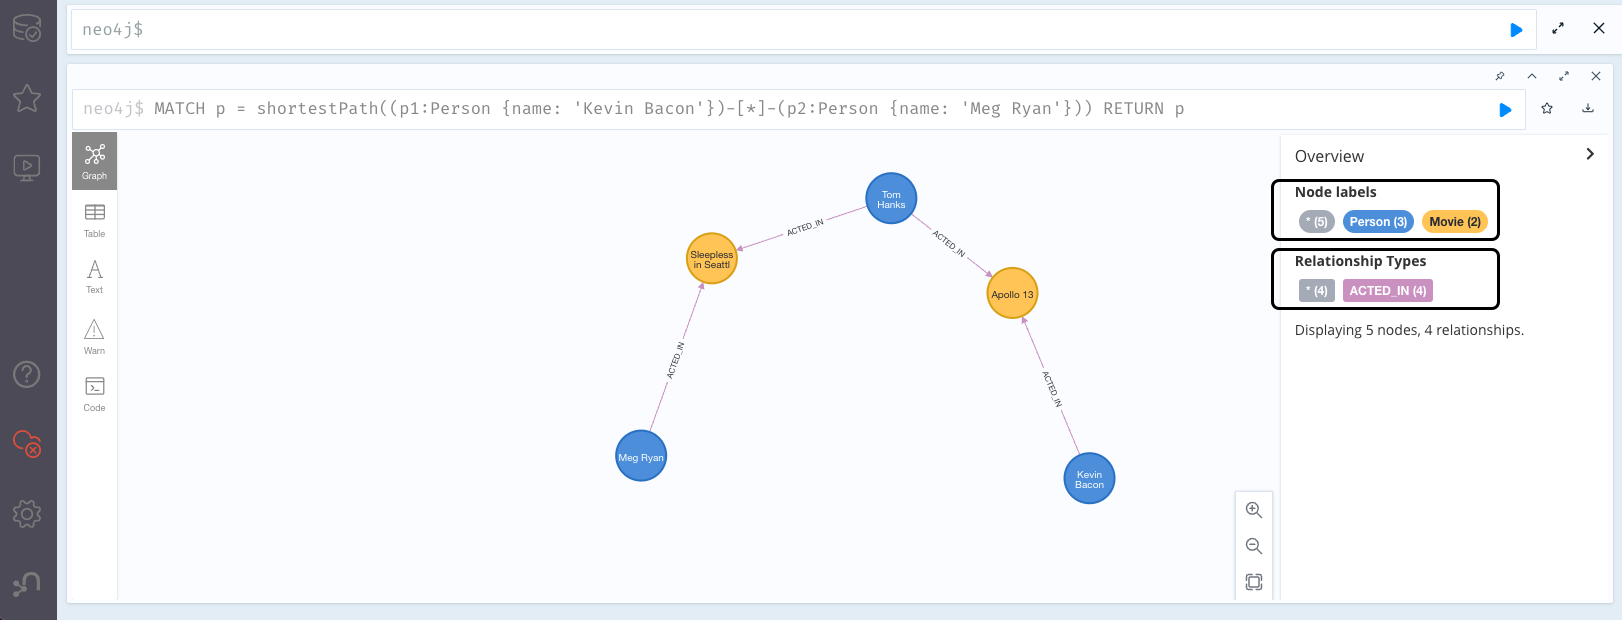 neo4j$
neo4j$ MATCH p = shortestPath((p1:Person {name: 'Kevin Bacon'})-[*]-(p2:Person {name: 'Meg Ryan'})) RETURN p
Graph
Table
Text
Warn
Code
Tom
Hanks
ACTED_IN
ACTED_IN
Sleepless
in Seattl
Apollo 13
ACTED_IN
ACTED_IN
Meg Ryan
Kevin
Bacon
Overview
Node labels
* (5) Person (3) Movie (2)
Relationship Types
* (4) ACTED_IN (4)
Displaying 5 nodes, 4 relationships.